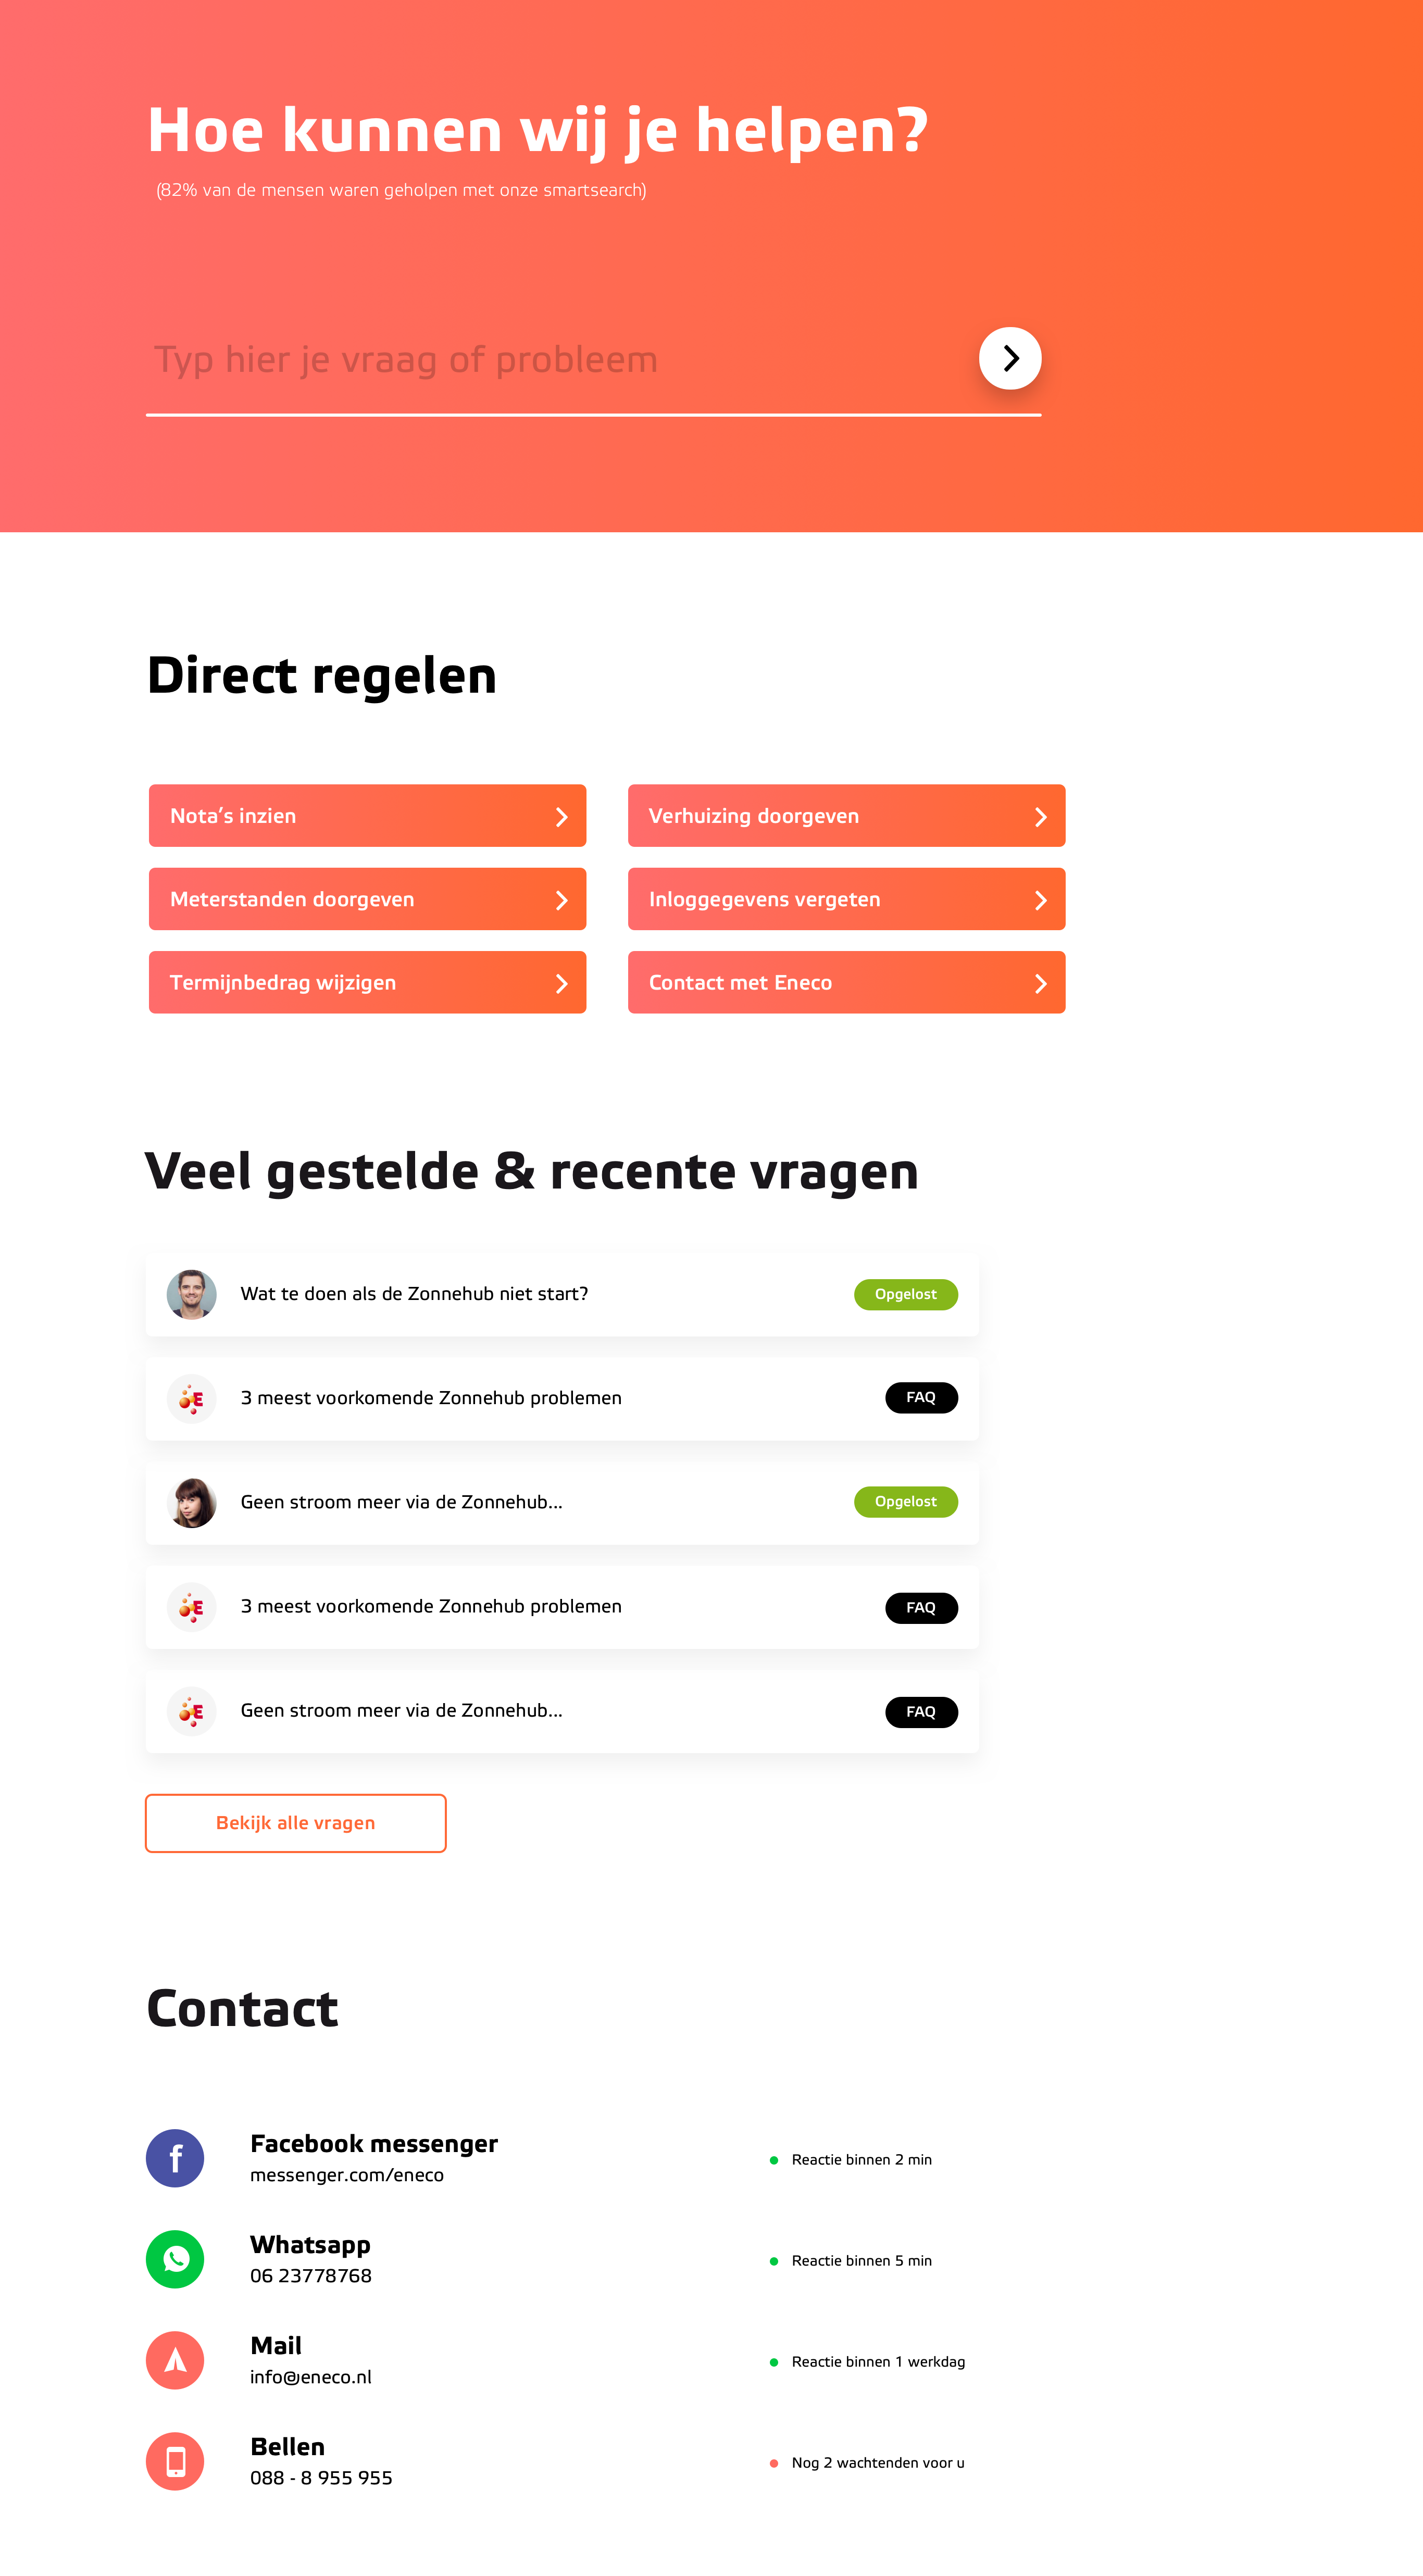 Hoe kunnen wij je helpen?
(82% van de mensen waren geholpen met onze smartsearch)
Typ hier je vraag of probleem
Direct regelen
Nota’s inzien
Verhuizing doorgeven
Meterstanden doorgeven
Inloggegevens vergeten
Termijnbedrag wijzigen
Contact met Eneco
Veel gestelde & recente vragen
Wat te doen als de Zonnehub niet start?
Opgelost
E
3 meest voorkomende Zonnehub problemen
FAQ
Geen stroom meer via de Zonnehub...
Opgelost
E
3 meest voorkomende Zonnehub problemen
FAQ
E
Geen stroom meer via de Zonnehub...
FAQ
Bekijk alle vragen
Contact
f
Facebook messenger
messenger.com/eneco
Reactie binnen 2 min
Whatsapp
06 23778768
Reactie binnen 5 min
Mail
info@eneco.nl
Reactie binnen 1 werkdag
Bellen
088 - 8 955 955
Nog 2 wachtenden voor u